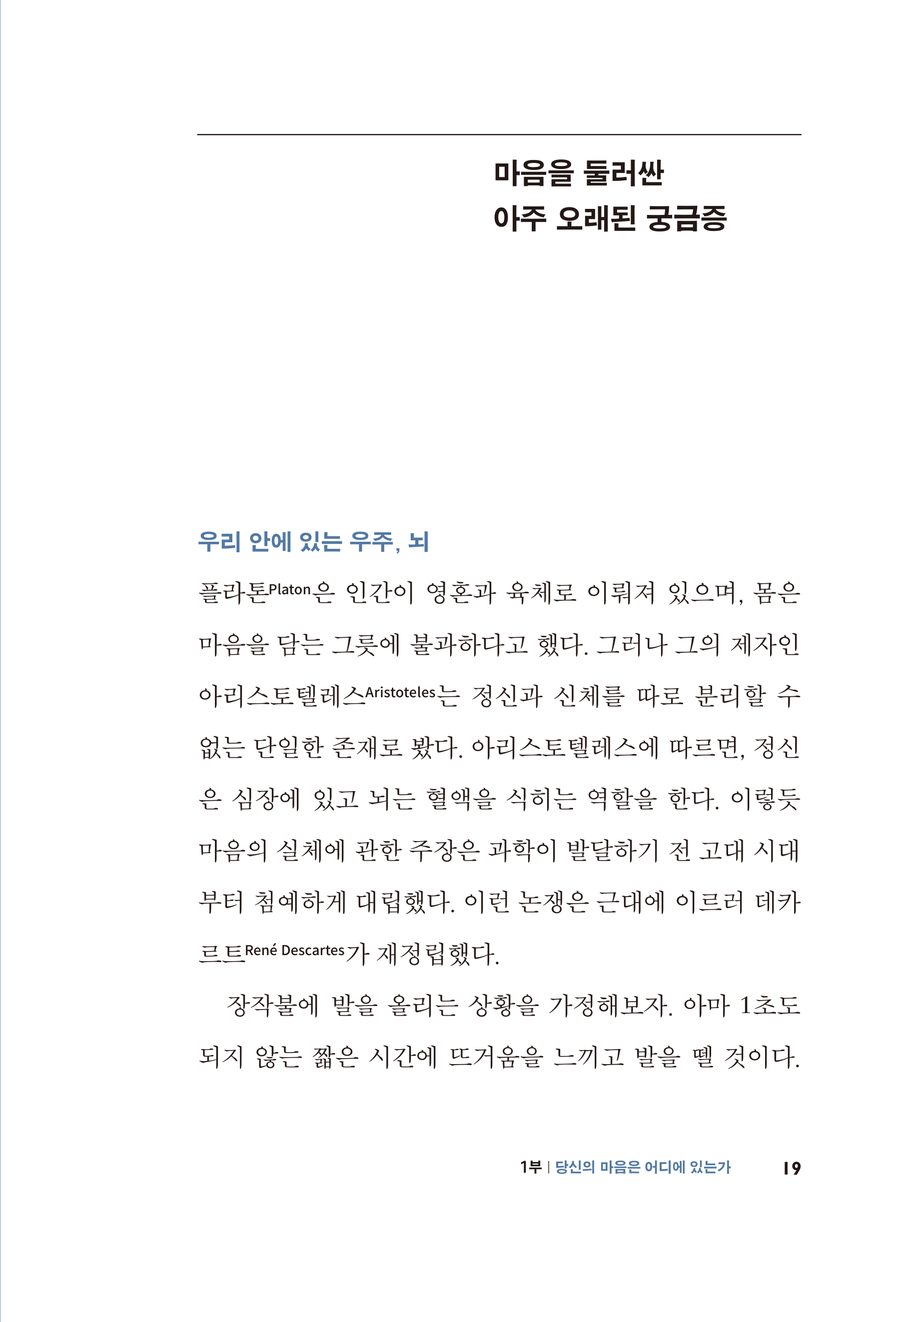 마음을 둘러싼
아주 오래된 궁금증
우리 안에 있는 우주, 뇌
플라톤Platon은 인간이 영혼과 육체로 이뤄져 있으며, 몸은
마음을 담는 그릇에 불과하다고 했다. 그러나 그의 제자인
아리스토텔레스Aristoteles는 정신과 신체를 따로 분리할 수
없는 단일한 존재로 봤다. 아리스토텔레스에 따르면, 정신
은 심장에 있고 뇌는 혈액을 식히는 역할을 한다. 이렇듯
마음의 실체에 관한 주장은 과학이 발달하기 전 고대 시대
부터 첨예하게 대립했다. 이런 논쟁은 근대에 이르러 데카
르트René Descartes가 재정립했다.
장작불에 발을 올리는 상황을 가정해보자. 아마 1초도
되지 않는 짧은 시간에 뜨거움을 느끼고 발을 뗄 것이다.
1부 | 당신의 마음은 어디에 있는가 19